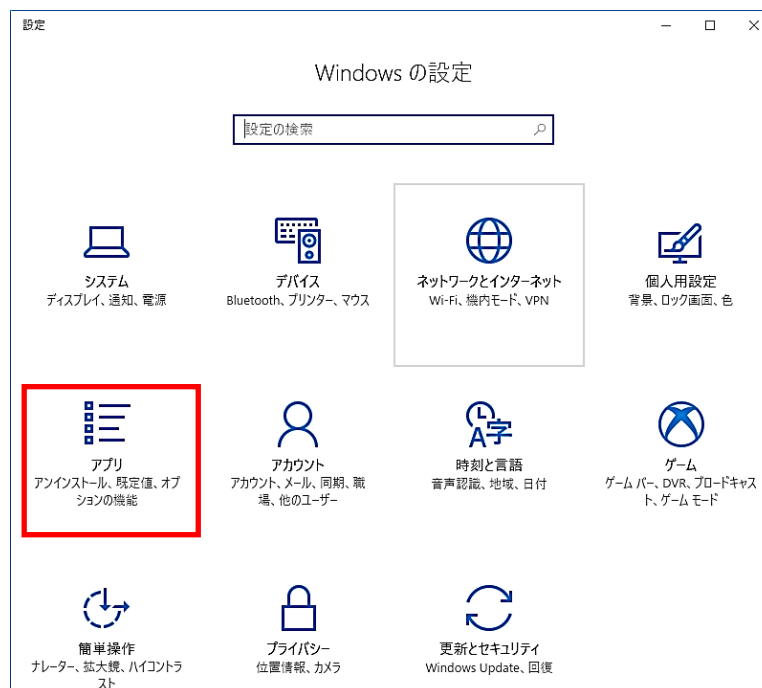 設定
Windows の設定
設定の検索
システム
ディスプレイ、通知、電源
デバイス
Bluetooth、プリンター、マウス
ネットワークとインターネット
Wi-Fi、機内モード、VPN
個人用設定
背景、ロック画面、色
アプリ
アンインストール、既定値、オプ
ションの機能
アカウント
アカウント、メール、同期、職
場、他のユーザー
時刻と言語
音声認識、地域、日付
ゲーム
ゲーム バー、DVR、ブロードキャス
ト、ゲーム モード
簡単操作
ナレーター、拡大鏡、ハイコントラ
スト
プライバシー
位置情報、カメラ
更新とセキュリティ
Windows Update、回復